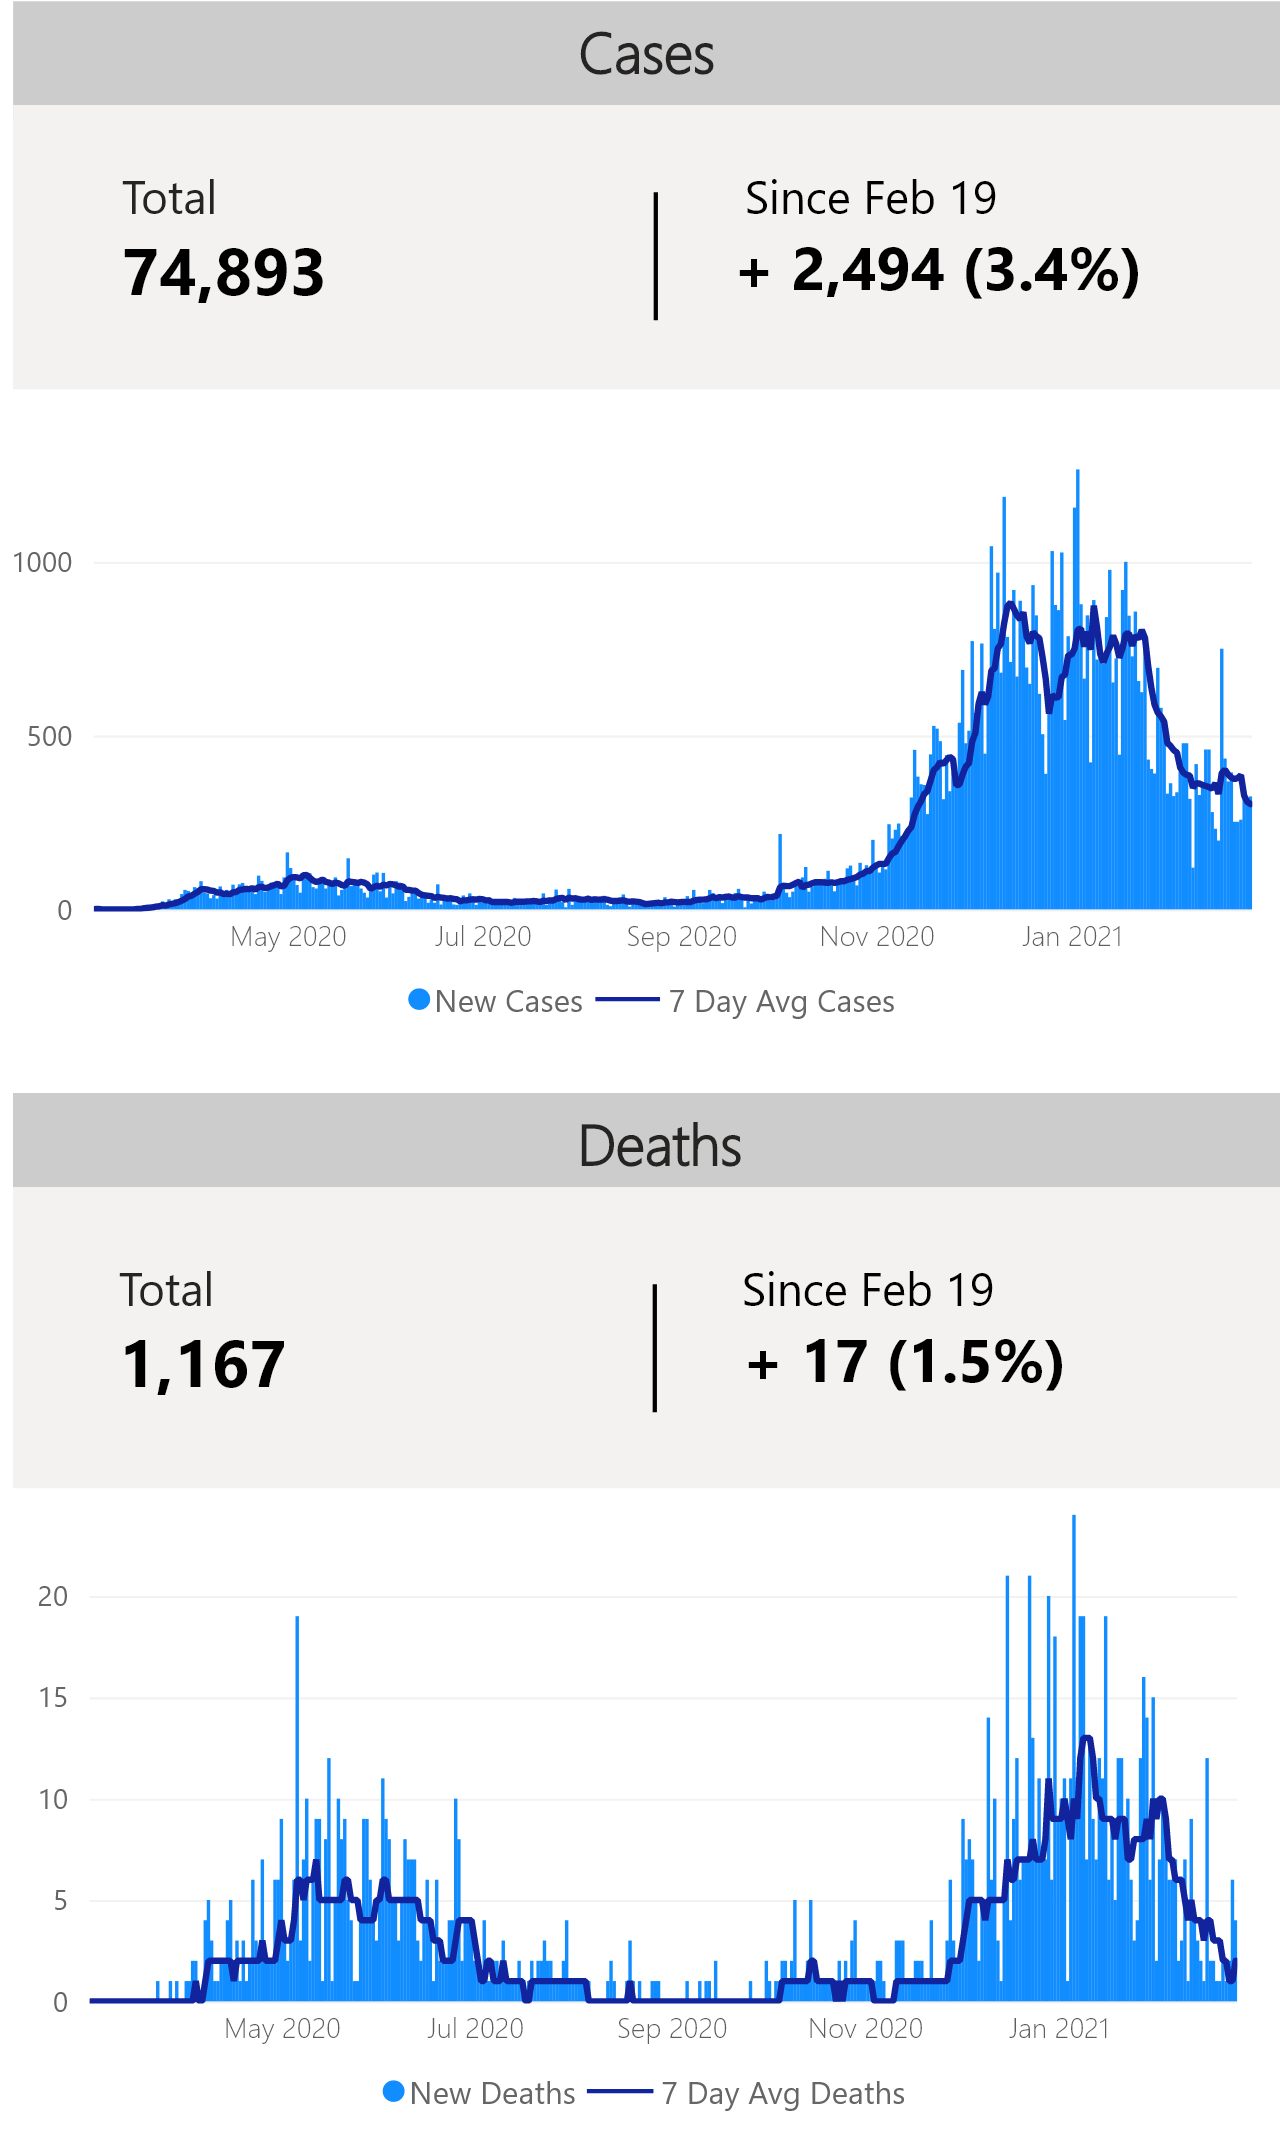 Cases
Total
Since Feb 19
74,893
+ 2,494 (3.4%)
1000
500
0
May 2020
Jul 2020
Sep 2020
Nov 2020
Jan 2021
New Cases
7 Day Avg Cases
Deaths
Total
Since Feb 19
1,167
+ 17 (1.5%)
20
15
10
5
0
May 2020
Jul 2020
Sep 2020
Nov 2020
Jan 2021
New Deaths
7 Day Avg Deaths